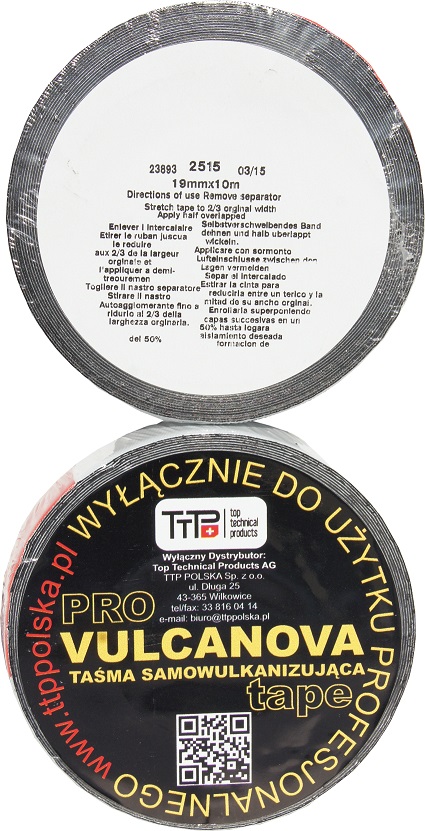 23893 2515 03/15
19mmx10m
Directions of use Remove separator
Stretch tape to 2/3 orginal width
Apply half overlapped
Enlever l intercalaire
Etirer le ruban juscua
le reduire
aux 2/3 de la largeur
orginale et
l'appliquer a demi-
trecouremen
Togliere il nastro separatore
Stirare il nastro
Autoagglomerante fino a
ridurlo al 2/3 della
larghezza orginaria.
del 50%
Selbstverschweibendes Band
dehnen und halb uberlappt
wickeln.
Applicare con sormonto
Lufteinschlusse zwischen den
Lagen vermeiden
Separ el intercalado
Estirar la cinta para
reducirla entre un terico y la
mitad de su ancho orginal.
Enrollarla superponiendo
capas succesivas en un
50% hasta logara
aislamiento deseada
formacion de
WYŁĄCZNIE DO UŻYTKU PROFESJONALNEGO
www.ttppolska.pl
TTP top
technical
products
Wyłączny Dystrybutor:
Top Technical Products AG
TTP POLSKA Sp. z o.o.
ul. Długa 25
43-365 Wilkowice
tel/fax: 33 816 04 14
e-mail: biuro@ttppolska.pl
PRO
VULCANOVA
TAŚMA SAMOWULKANIZUJĄCA
tape